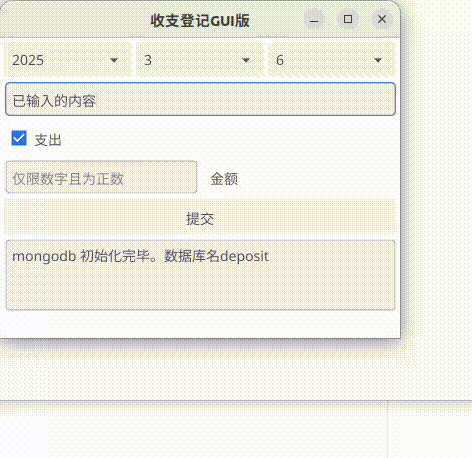 收支登记GUI版
2025 3 6
已输入的内容
支出
仅限数字且为正数 金额
提交
mongodb 初始化完毕。数据库名deposit